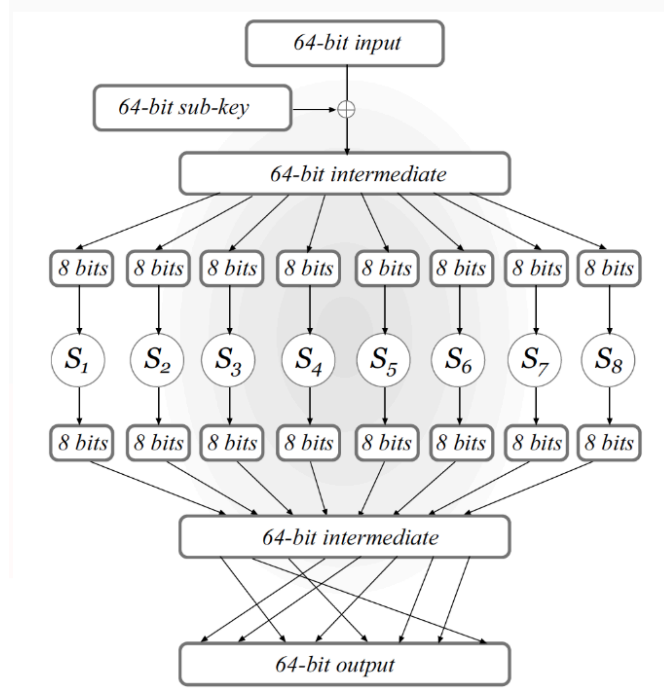 64-bit input
64-bit sub-key
64-bit intermediate
8 bits 8 bits 8 bits 8 bits 8 bits 8 bits 8 bits 8 bits
S1 S2 S3 S4 S5 S6 S7 S8
8 bits 8 bits 8 bits 8 bits 8 bits 8 bits 8 bits 8 bits
64-bit intermediate
64-bit output